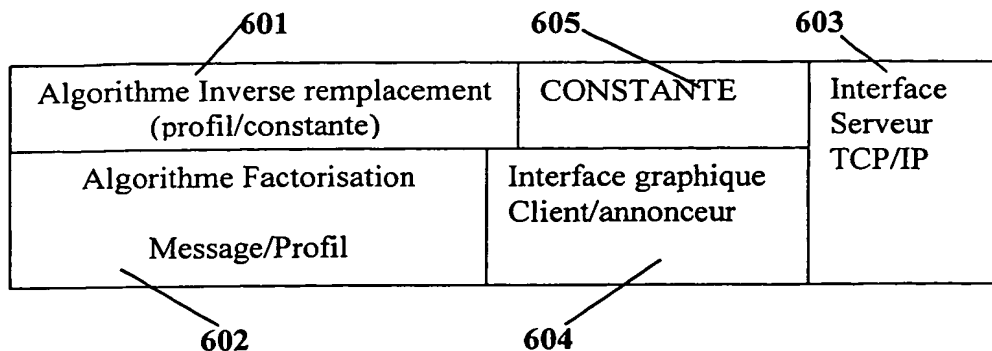 601
605
603
Algorithme Inverse remplacement
(profil/constante)
CONSTANTE
Interface
Serveur
TCP/IP
Algorithme Factorisation
Message/Profil
Interface graphique
Client/annonceur
602
604